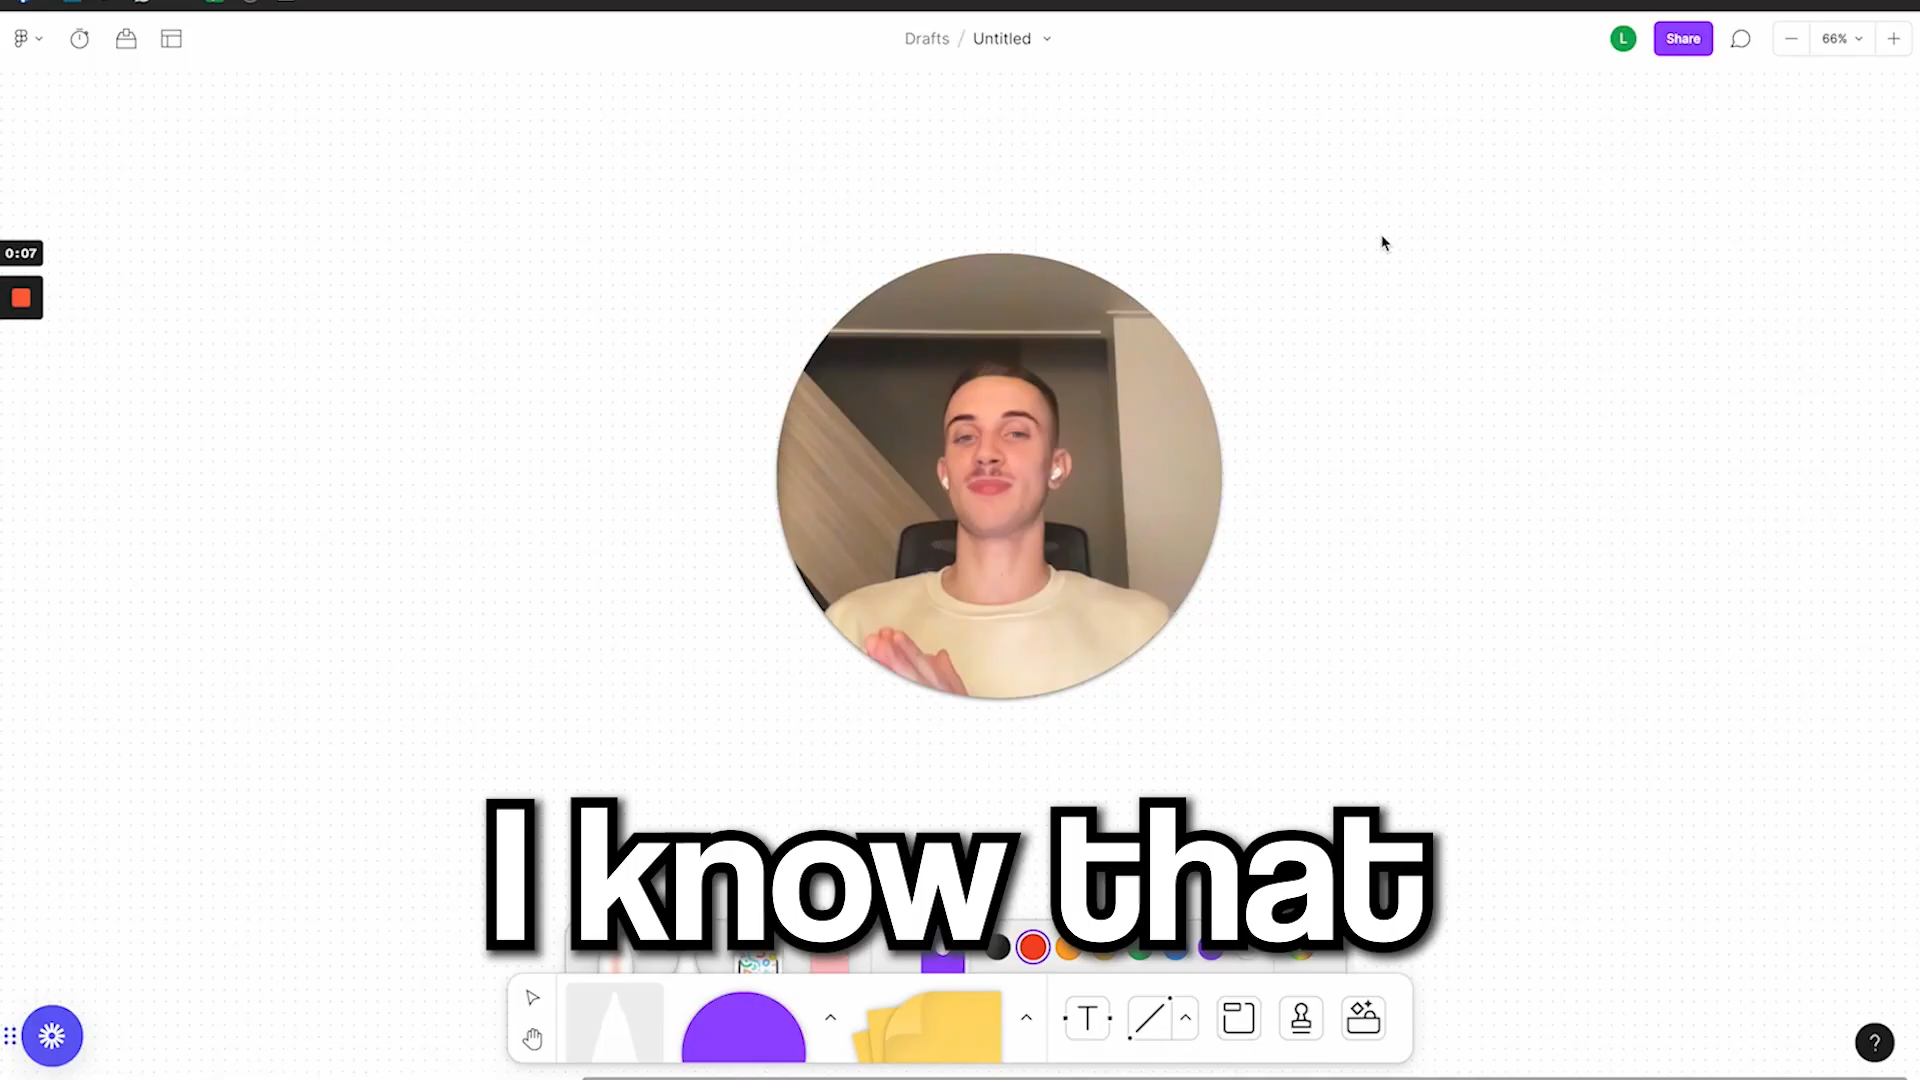 Drafts / Untitled
L
Share
66%
0:07
I know that
T
?